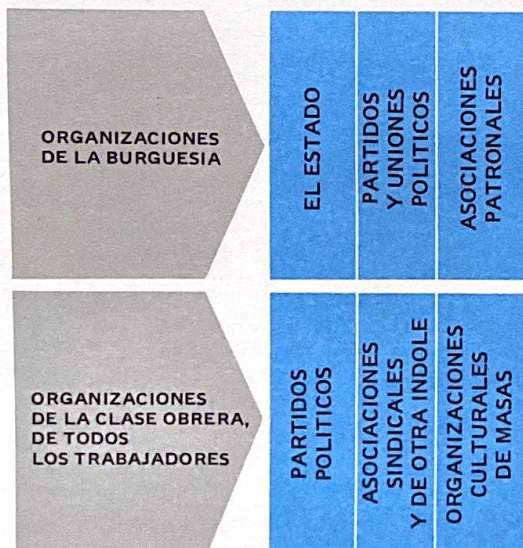 ORGANIZACIONES
DE LA BURGUESIA
EL ESTADO
PARTIDOS
Y UNIONES
POLITICOS
ASOCIACIONES
PATRONALES
ORGANIZACIONES
DE LA CLASE OBRERA,
DE TODOS
LOS TRABAJADORES
PARTIDOS
POLITICOS
ASOCIACIONES
SINDICALES
Y DE OTRA INDOLE
ORGANIZACIONES
CULTURALES
DE MASAS